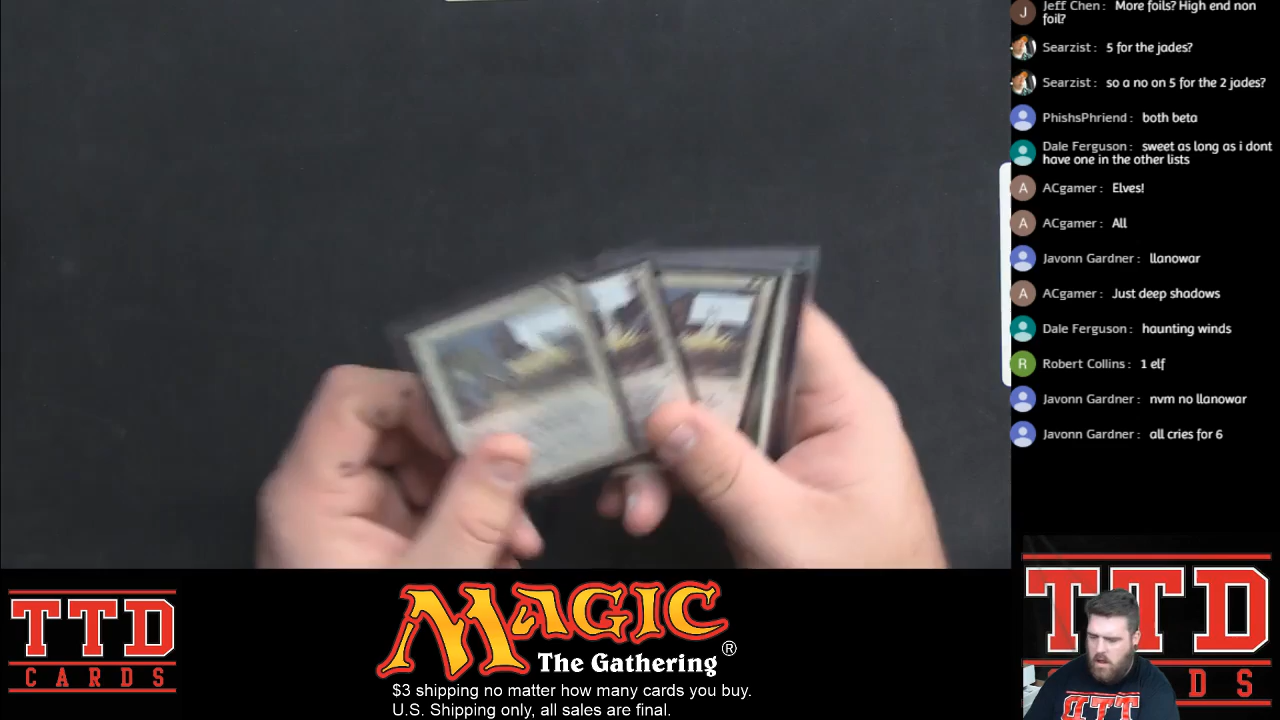 Jeff Chen : More foils? High end non
foil?
Searzist : 5 for the jades?
Searzist : so a no on 5 for the 2 jades?
PhishsPhriend : both beta
Dale Ferguson : sweet as long as i dont
have one in the other lists
A ACgamer : Elves!
A ACgamer : All
Javonn Gardner : llanowar
A ACgamer : Just deep shadows
Dale Ferguson : haunting winds
R Robert Collins : 1 elf
Javonn Gardner : nvm no llanowar
Javonn Gardner : all cries for 6
TTD
CARDS
MAGIC ®
The Gathering
$3 shipping no matter how many cards you buy.
U.S. Shipping only, all sales are final.
TTD
DS
TTD